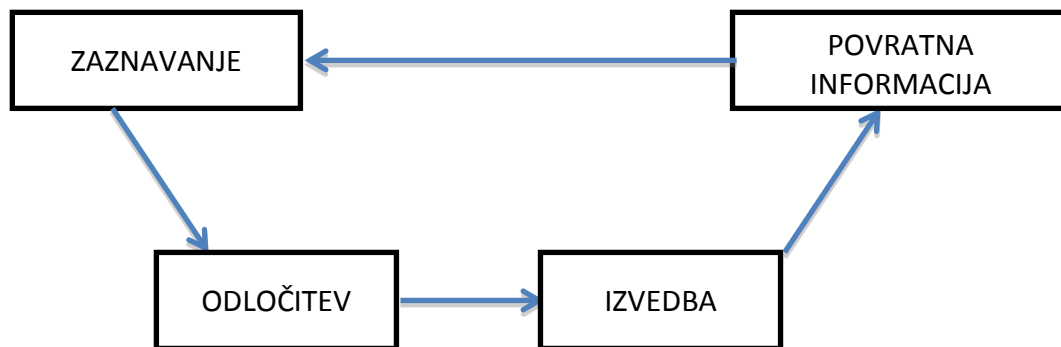 ZAZNAVANJE
POVRATNA
INFORMACIJA
ODLOČITEV
IZVEDBA